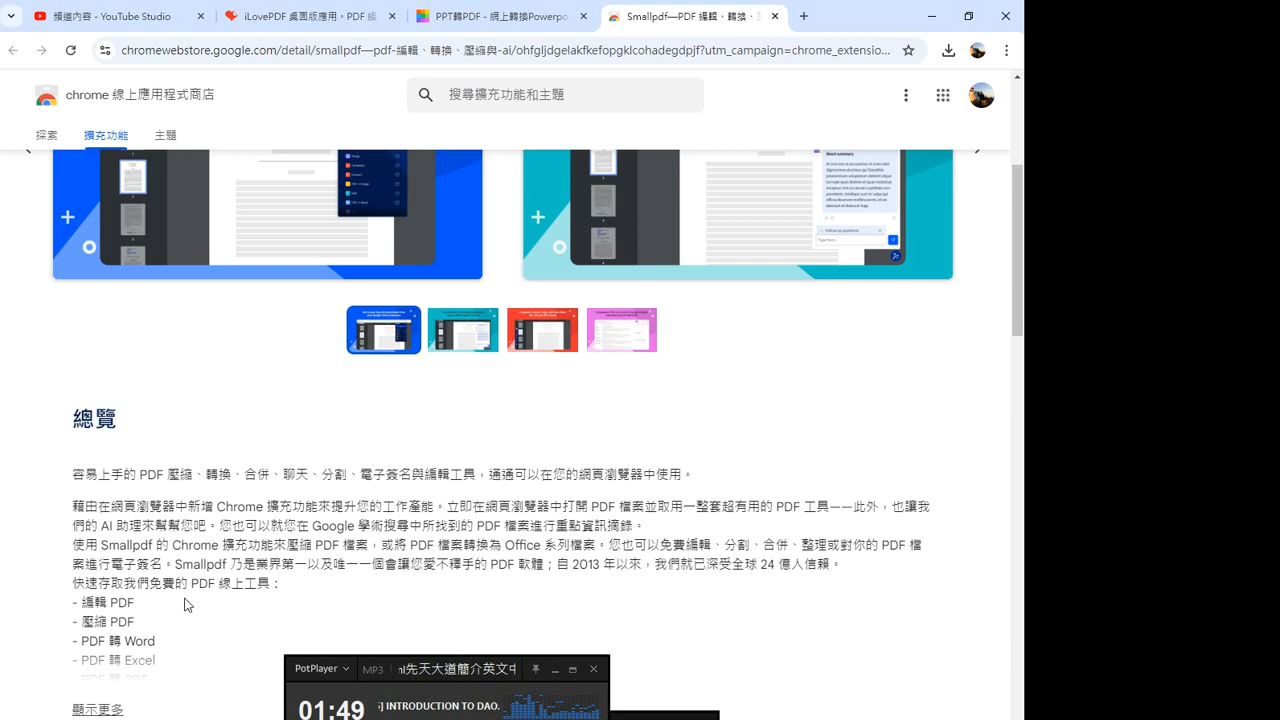 頻道內容 - YouTube Studio
iLovePDF 桌面版應用 - PDF 編
PPT轉PDF - 線上轉換Powerpo
Smallpdf—PDF 編輯、轉換、
chromewebstore.google.com/detail/smallpdf—pdf-編輯、轉換、壓縮與-ai/ohfgljdgelakfkefopgklcohadegdpjf?utm_campaign=chrome_extensio...
chrome 線上應用程式商店
搜尋擴充功能和主題
探索 擴充功能 主題
Short summary
Follow up questions
總覽
容易上手的 PDF 壓縮、轉換、合併、聊天、分割、電子簽名與編輯工具，通通可以在您的網頁瀏覽器中使用。
藉由在網頁瀏覽器中新增 Chrome 擴充功能來提升您的工作產能。立即在網頁瀏覽器中打開 PDF 檔案並取用一整套超有用的 PDF 工具——此外，也讓我
們的 AI 助理來幫幫您吧。您也可以就您在 Google 學術搜尋中所找到的 PDF 檔案進行重點資訊摘錄。
使用 Smallpdf 的 Chrome 擴充功能來壓縮 PDF 檔案，或將 PDF 檔案轉換為 Office 系列檔案。您也可以免費編輯、分割、合併、整理或對你的 PDF 檔
案進行電子簽名。Smallpdf 乃是業界第一以及唯一一個會讓您愛不釋手的 PDF 軟體；自 2013 年以來，我們就已深受全球 24 億人信賴。
快速存取我們免費的 PDF 線上工具：
- 編輯 PDF
- 壓縮 PDF
- PDF 轉 Word
- PDF 轉 Excel
- PDF 轉 PPT
顯示更多
PotPlayer MP3 先天大道簡介英文中
01:49 ] INTRODUCTION TO DAO.